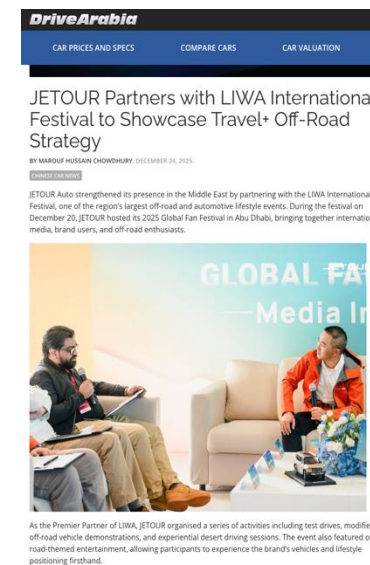 DriveArabia
CAR PRICES AND SPECS COMPARE CARS CAR VALUATION
JETOUR Partners with LIWA Internationa
Festival to Showcase Travel+ Off-Road
Strategy
BY MAROUF HUSSAIN CHOWDHURY. DECEMBER 24, 2025.
CHINESE CAR NEWS
JETOUR Auto strengthened its presence in the Middle East by partnering with the LIWA International
Festival, one of the region's largest off-road and automotive lifestyle events. During the festival on
December 20, JETOUR hosted its 2025 Global Fan Festival in Abu Dhabi, bringing together internatio
media, brand users, and off-road enthusiasts.
GLOBAL FA
Media In
As the Premier Partner of LIWA, JETOUR organised a series of activities including test drives, modifie
off-road vehicle demonstrations, and experiential desert driving sessions. The event also featured o
road-themed entertainment, allowing participants to experience the brand's vehicles and lifestyle
positioning firsthand.